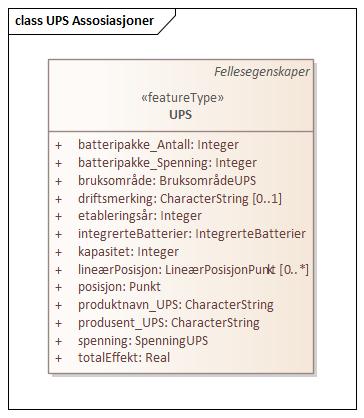 class UPS Assosiasjoner
Fellesegenskaper
«featureType»
UPS
+ batteripakke_Antall: Integer
+ batteripakke_Spenning: Integer
+ bruksområde: BruksområdeUPS
+ driftsmerking: CharacterString [0..1]
+ etableringsår: Integer
+ integrerteBatterier: IntegrerteBatterier
+ kapasitet: Integer
+ lineærPosisjon: LineærPosisjonPunkt [0..*]
+ posisjon: Punkt
+ produktnavn_UPS: CharacterString
+ produsent_UPS: CharacterString
+ spenning: SpenningUPS
+ totalEffekt: Real